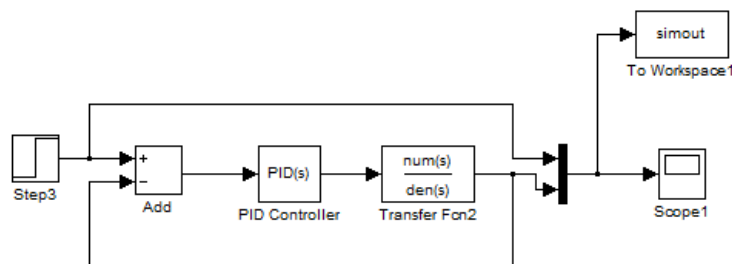 simout
To Workspace1
Step3
+
−
Add
PID(s)
PID Controller
num(s)
den(s)
Transfer Fcn2
Scope1